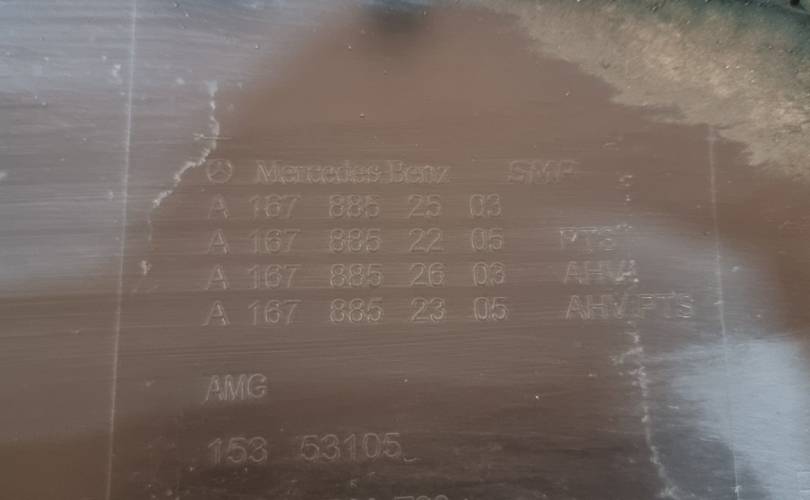 Mercedes Benz SMP
A 167 885 25 03
A 167 885 22 05 PTS
A 167 885 26 03 AHV
A 167 885 23 05 AHV.PTS
AMG
153 53105